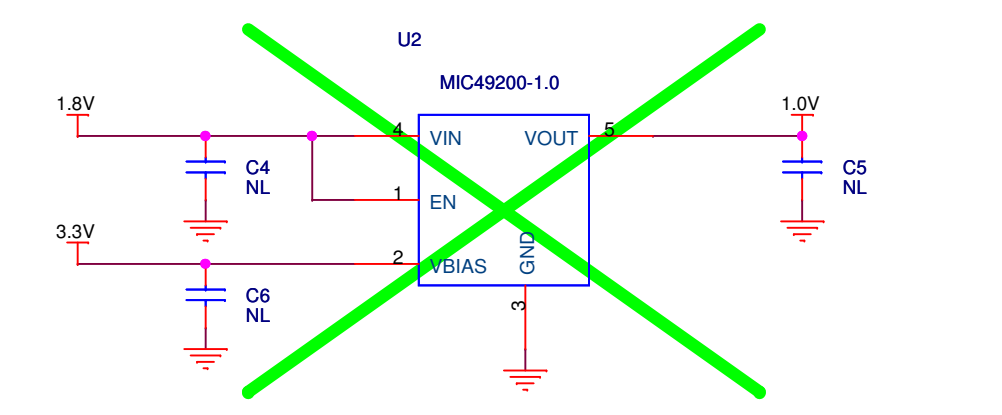 U2
MIC49200-1.0
1.8V
1.0V
4
VIN
VOUT
5
C4
NL
C5
NL
1
EN
3.3V
2
VBIAS
GND
C6
NL
3